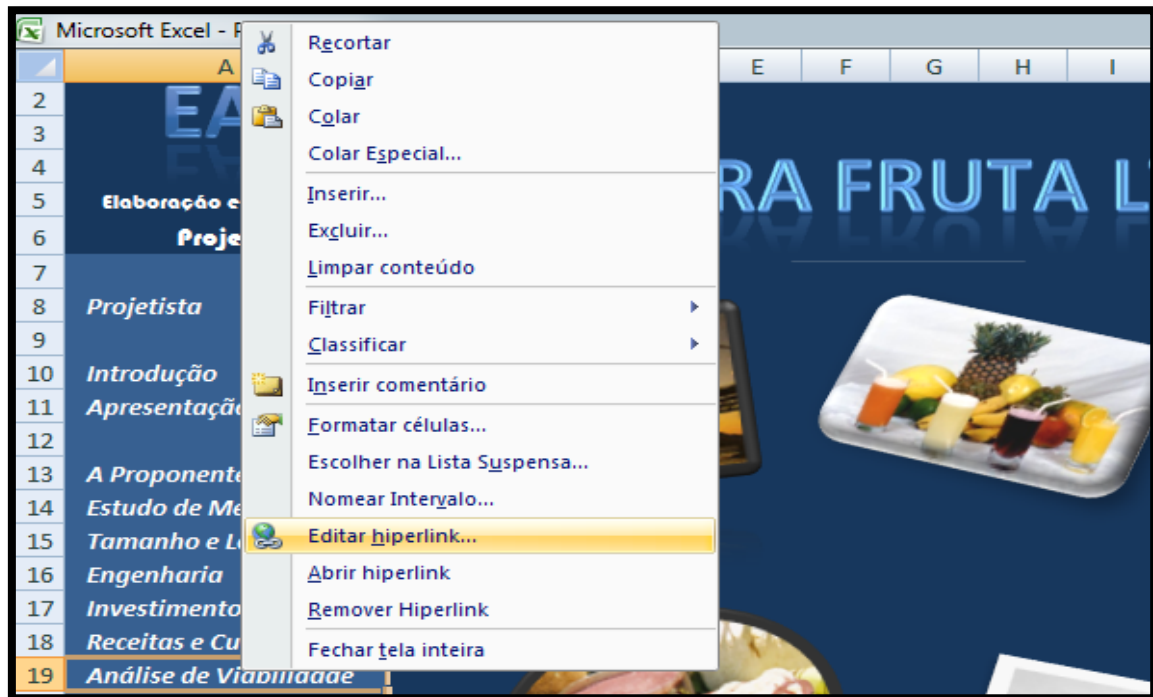 Microsoft Excel -
A E F G H I
2
3
4
5 Elaboração e
6
7
8 Projetista
9
10 Introdução
11 Apresentaçã
12
13 A Proponente
14 Estudo de
15 Tamanho e
16 Engenharia
17 Investimento
18 Receitas e
19 Análise de Viabilidade
RA FRUTA
Recortar
Copiar
Colar
Colar Especial...
Inserir...
Excluir...
Limpar conteúdo
Filtrar
Classificar
Inserir comentário
Formatar células...
Escolher na Lista Suspensa...
Nomear Intervalo...
Editar hiperlink...
Abrir hiperlink
Remover Hiperlink
Fechar tela inteira